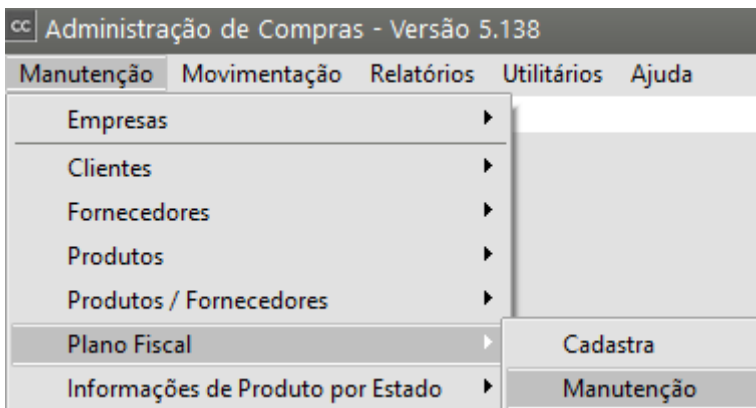 cc Administração de Compras - Versão 5.138
Manutenção Movimentação Relatórios Utilitários Ajuda
Empresas
Clientes
Fornecedores
Produtos
Produtos / Fornecedores
Plano Fiscal Cadastra
Informações de Produto por Estado Manutenção